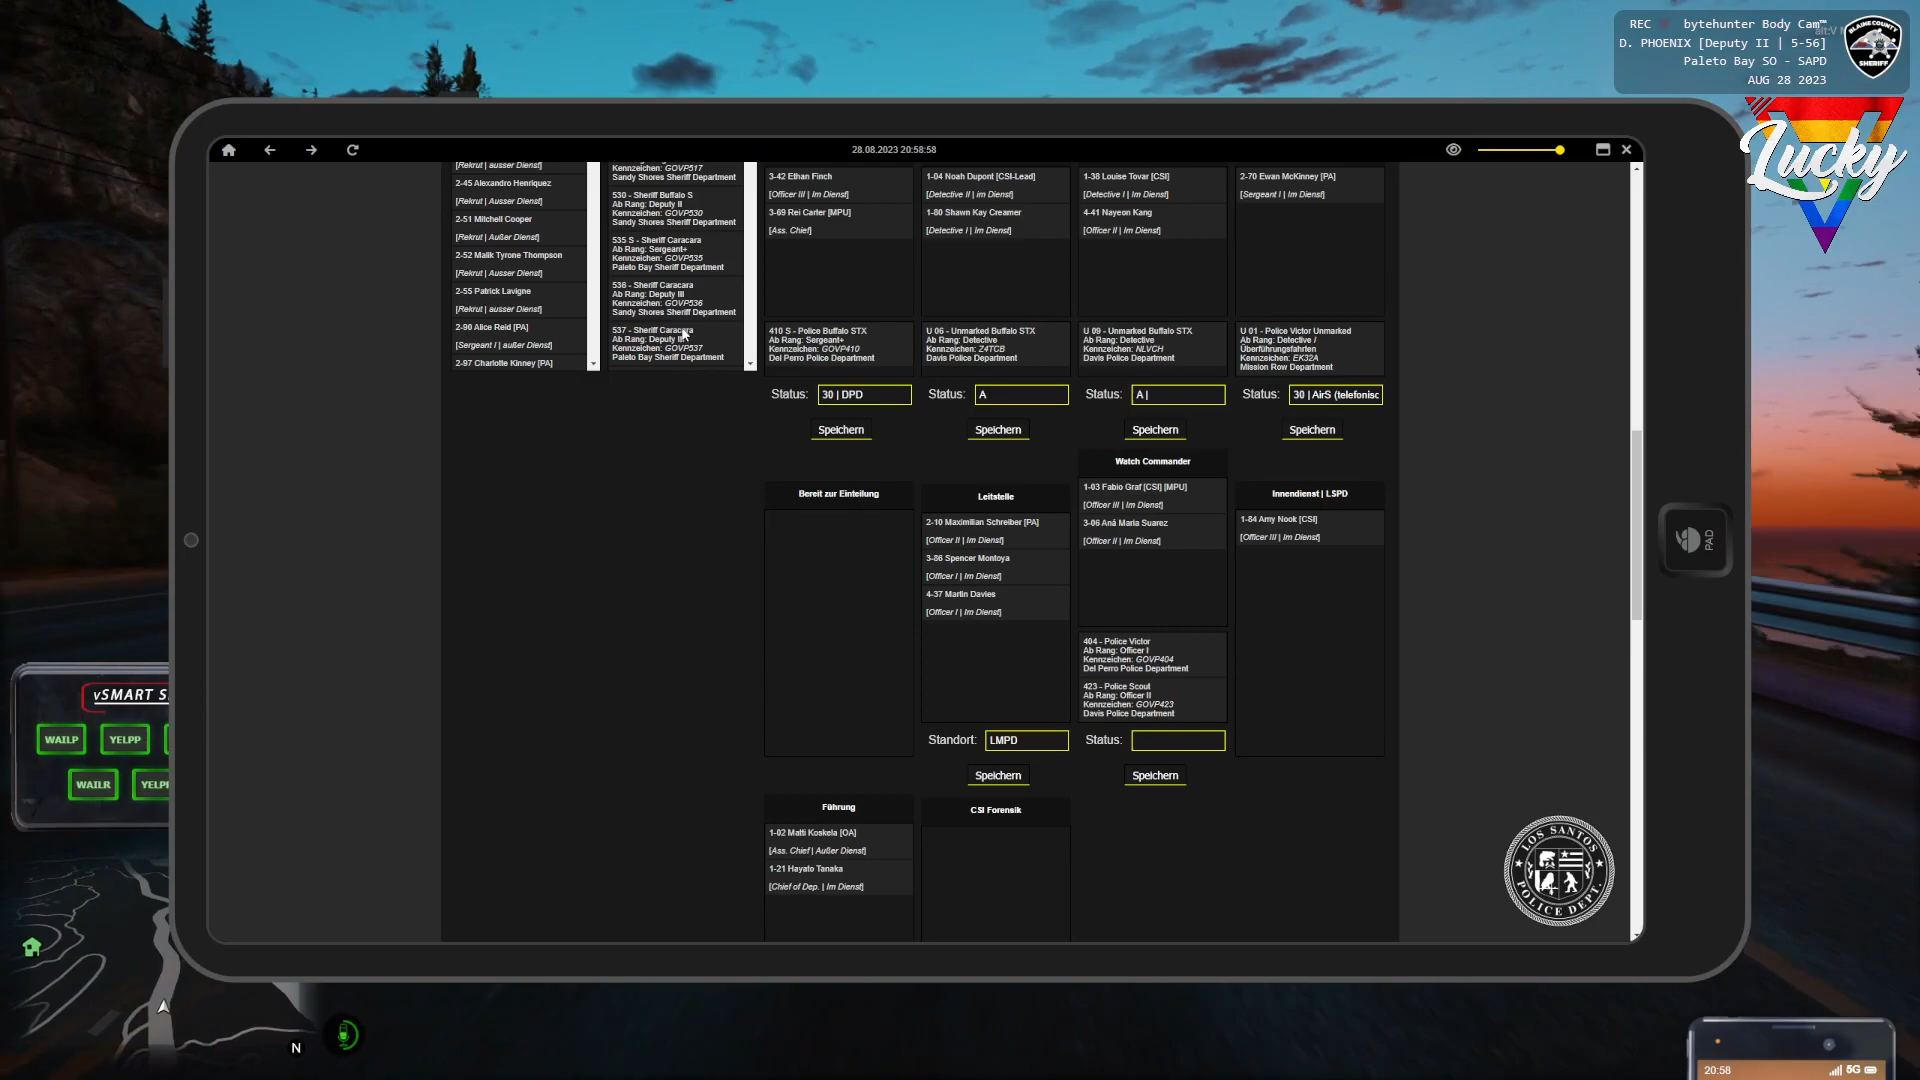 REC bytehunter Body Cam™
D. PHOENIX [Deputy II | 5-56]
Paleto Bay SO - SAPD
AUG 28 2023
BLAINE COUNTY
SHERIFF
Lucky
28.08.2023 20:58:58
[Rekrut | ausser Dienst]
2-45 Alexandro Henriquez
[Rekrut | Ausser Dienst]
2-51 Mitchell Cooper
[Rekrut | Außer Dienst]
2-52 Malik Tyrone Thompson
[Rekrut | Ausser Dienst]
2-55 Patrick Lavigne
[Rekrut | ausser Dienst]
2-90 Alice Reid [PA]
[Sergeant I | außer Dienst]
2-97 Charlotte Kinney [PA]
Kennzeichen: GOVP517
Sandy Shores Sheriff Department
530 - Sheriff Buffalo S
Ab Rang: Deputy II
Kennzeichen: GOVP530
Sandy Shores Sheriff Department
535 S - Sheriff Caracara
Ab Rang: Sergeant+
Kennzeichen: GOVP535
Paleto Bay Sheriff Department
536 - Sheriff Caracara
Ab Rang: Deputy III
Kennzeichen: GOVP536
Sandy Shores Sheriff Department
537 - Sheriff Caracara
Ab Rang: Deputy III
Kennzeichen: GOVP537
Paleto Bay Sheriff Department
3-42 Ethan Finch
[Officer III | Im Dienst]
3-69 Rei Carter [MPU]
[Ass. Chief]
410 S - Police Buffalo STX
Ab Rang: Sergeant+
Kennzeichen: GOVP410
Del Perro Police Department
Status: 30 | DPD
Speichern
1-04 Noah Dupont [CSI-Lead]
[Detective II | im Dienst]
1-80 Shawn Kay Creamer
[Detective I | Im Dienst]
U 06 - Unmarked Buffalo STX
Ab Rang: Detective
Kennzeichen: Z4TCB
Davis Police Department
Status: A
Speichern
1-38 Louise Tovar [CSI]
[Detective I | Im Dienst]
4-41 Nayeon Kang
[Officer II | Im Dienst]
U 09 - Unmarked Buffalo STX
Ab Rang: Detective
Kennzeichen: NLVCH
Davis Police Department
Status: A |
Speichern
2-70 Ewan McKinney [PA]
[Sergeant I | Im Dienst]
U 01 - Police Victor Unmarked
Ab Rang: Detective /
Überführungsfahrten
Kennzeichen: EK32A
Mission Row Department
Status: 30 | AirS (telefonisc
Speichern
Bereit zur Einteilung
Leitstelle
2-10 Maximilian Schreiber [PA]
[Officer II | Im Dienst]
3-86 Spencer Montoya
[Officer I | Im Dienst]
4-37 Martin Davies
[Officer I | Im Dienst]
Standort: LMPD
Speichern
Watch Commander
1-03 Fabio Graf [CSI] [MPU]
[Officer III | Im Dienst]
3-06 Aná Maria Suarez
[Officer II | Im Dienst]
404 - Police Victor
Ab Rang: Officer I
Kennzeichen: GOVP404
Del Perro Police Department
423 - Police Scout
Ab Rang: Officer II
Kennzeichen: GOVP423
Davis Police Department
Status:
Speichern
Innendienst | LSPD
1-84 Amy Nook [CSI]
[Officer III | Im Dienst]
Führung
1-02 Matti Koskela [OA]
[Ass. Chief | Außer Dienst]
1-21 Hayato Tanaka
[Chief of Dep. | Im Dienst]
CSI Forensik
LOS SANTOS
POLICE DEPT.
PAD
vSMART S
WAILP
YELPP
WAILR
YELP
N
20:58
5G